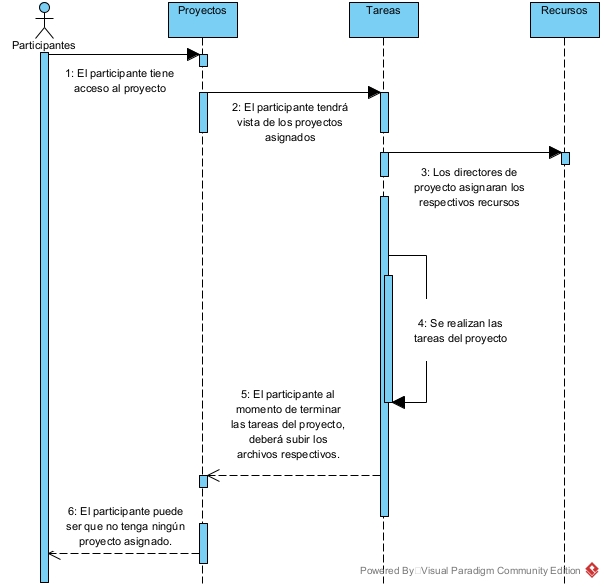 Proyectos
Tareas
Recursos
Participantes
1: El participante tiene
acceso al proyecto
2: El participante tendrá
vista de los proyectos
asignados
3: Los directores de
proyecto asignaran los
respectivos recursos
4: Se realizan las
tareas del proyecto
5: El participante al
momento de terminar
las tareas del proyecto,
deberá subir los
archivos respectivos.
6: El participante puede
ser que no tenga ningún
proyecto asignado.
Powered By Visual Paradigm Community Edition